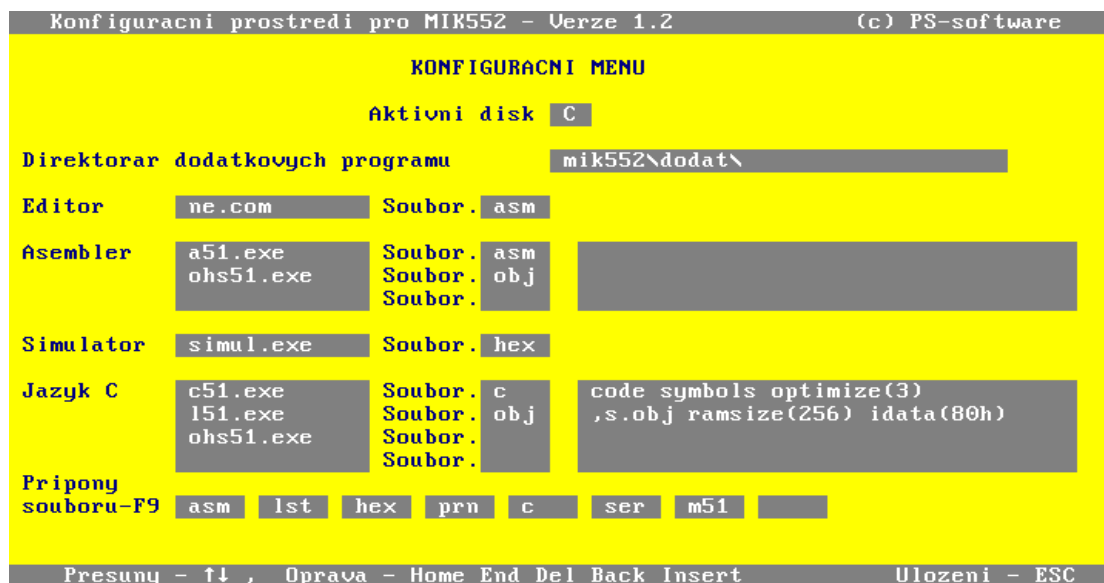 Konfiguracni prostredi pro MIK552 - Verze 1.2 (c) PS-software
KONFIGURACNI MENU
Aktivni disk C
Direktorar dodatkovych programu mik552\dodat\
Editor ne.com Soubor. asm
Asembler a51.exe Soubor. asm
ohs51.exe Soubor. obj
Soubor.
Simulator simul.exe Soubor. hex
Jazyk C c51.exe Soubor. c code symbols optimize(3)
l51.exe Soubor. obj ,s.obj ramsize(256) idata(80h)
ohs51.exe Soubor.
Soubor.
Pripony
souboru-F9 asm lst hex prn c ser m51
Presuny - ↑↓ , Oprava - Home End Del Back Insert Ulozeni - ESC